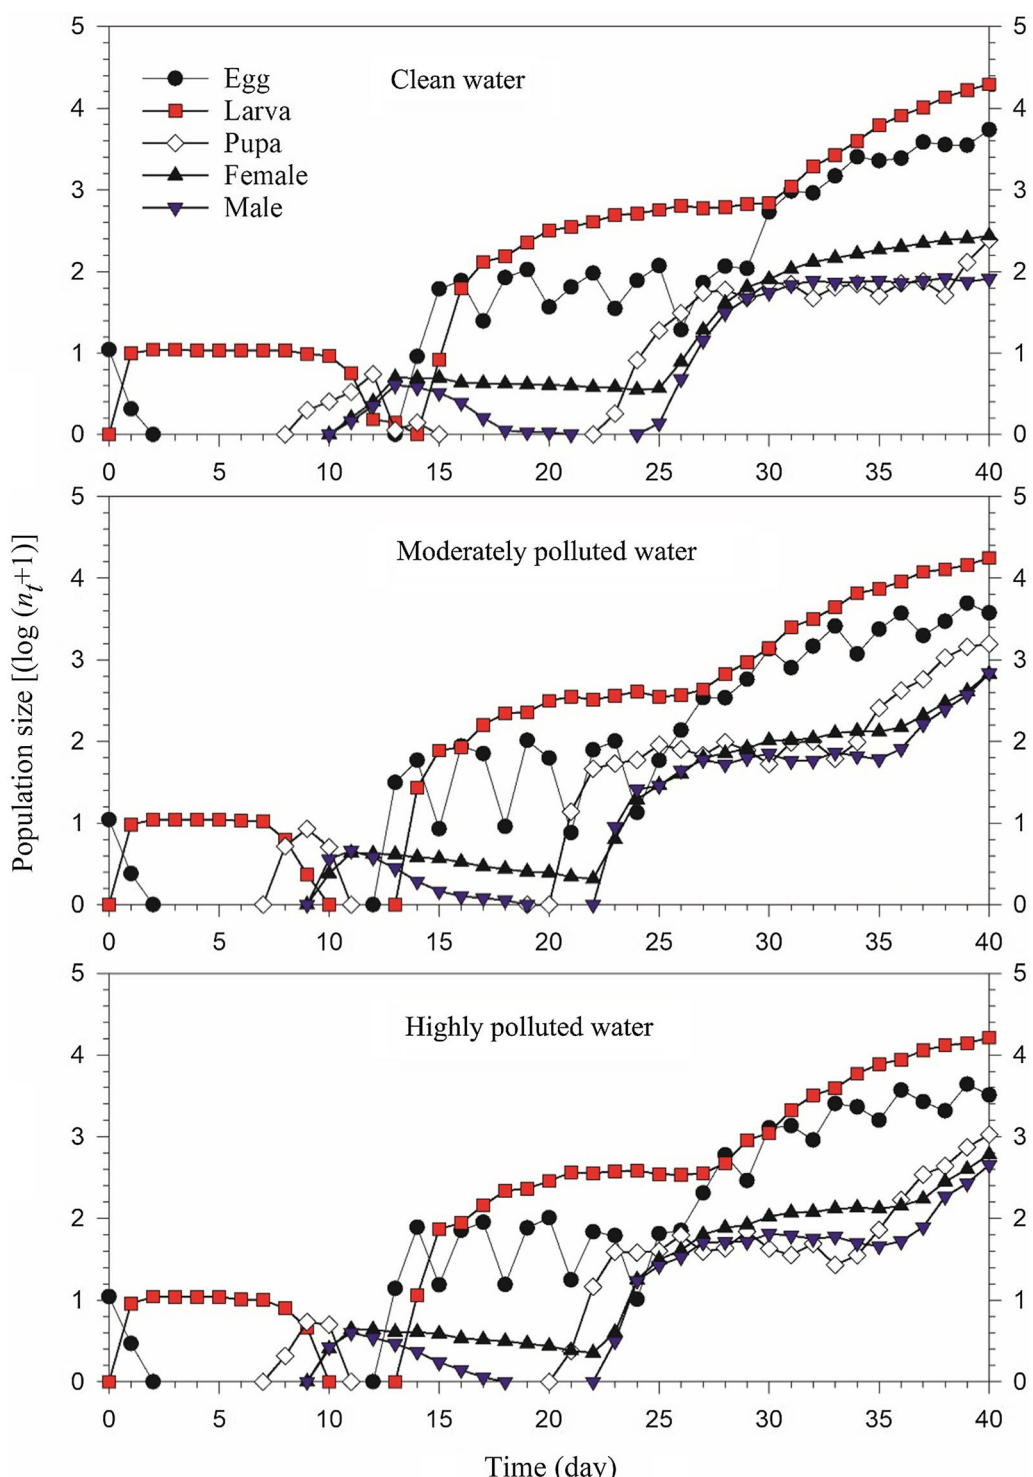 5
5
Egg
Clean water
Larva
4
4
Pupa
Female
3
3
Male
2
2
1
1
0
0
0 5 10 15 20 25 30 35 40
5
5
Moderately polluted water
4
4
Population size [(log (nt+1)]
3
3
2
2
1
1
0
0
0 5 10 15 20 25 30 35 40
5
5
Highly polluted water
4
4
3
3
2
2
1
1
0
0
0 5 10 15 20 25 30 35 40
Time (day)